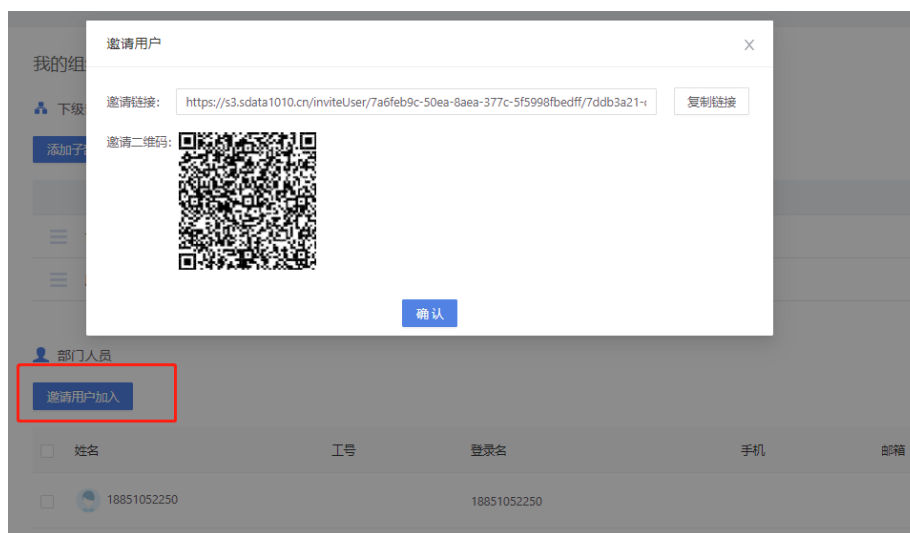 邀请用户
我的组
邀请链接:
https://s3.sdata1010.cn/inviteUser/7a6feb9c-50ea-8aea-377c-5f5998fbedff/7ddb3a21-
复制链接
下级
邀请二维码:
添加子
确认
部门人员
邀请用户加入
姓名 工号 登录名 手机 邮箱
18851052250 18851052250